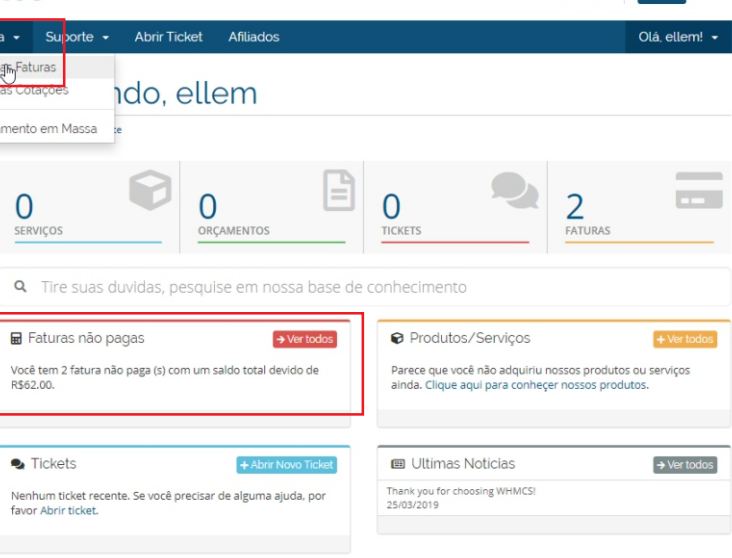 a Suporte Abrir Ticket Afiliados Olá, ellem!
Faturas
as Cotações
ndo, ellem
amento em Massa
0
SERVIÇOS
0
ORÇAMENTOS
0
TICKETS
2
FATURAS
Tire suas duvidas, pesquise em nossa base de conhecimento
Faturas não pagas
Ver todos
Você tem 2 fatura não paga (s) com um saldo total devido de
R$62.00.
Produtos/Serviços
+ Ver todos
Parece que você não adquiriu nossos produtos ou serviços
ainda. Clique aqui para conheçer nossos produtos.
Tickets
+ Abrir Novo Ticket
Nenhum ticket recente. Se você precisar de alguma ajuda, por
favor Abrir ticket.
Ultimas Noticias
Ver todos
Thank you for choosing WHMCS!
25/03/2019